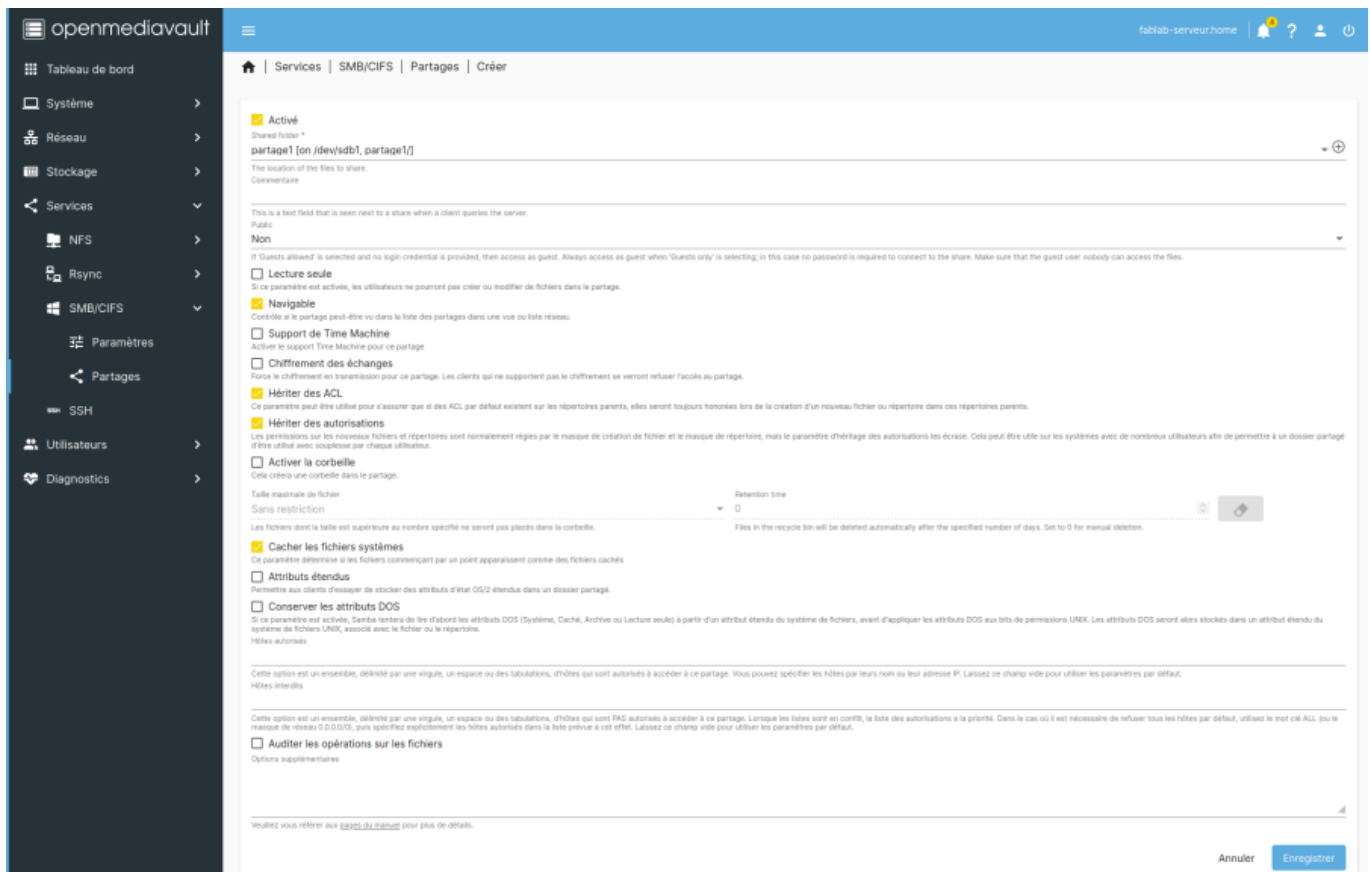 openmediavault
fablab-serveur.home
4
?
Tableau de bord
Système
Réseau
Stockage
Services
NFS
Rsync
SMB/CIFS
Paramètres
Partages
SSH
Utilisateurs
Diagnostics
| Services | SMB/CIFS | Partages | Créer
Activé
Shared folder *
partage1 [on /dev/sdb1, partage1/]
The location of the files to share.
Commentaire
This is a text field that is seen next to a share when a client queries the server.
Public
Non
If 'Guests allowed' is selected and no login credential is provided, then access as guest. Always access as guest when 'Guests only' is selecting; in this case no password is required to connect to the share. Make sure that the guest user nobody can access the files.
Lecture seule
Si ce paramètre est activée, les utilisateurs ne pourront pas créer ou modifier de fichiers dans le partage.
Navigable
Contrôle si le partage peut-être vu dans la liste des partages dans une vue ou liste réseau.
Support de Time Machine
Activer le support Time Machine pour ce partage
Chiffrement des échanges
Force le chiffrement en transmission pour ce partage. Les clients qui ne supportent pas le chiffrement se verront refuser l'accès au partage.
Hériter des ACL
Ce paramètre peut être utilisé pour s'assurer que si des ACL par défaut existent sur les répertoires parents, elles seront toujours honorées lors de la création d'un nouveau fichier ou répertoire dans ces répertoires parents.
Hériter des autorisations
Les permissions sur les nouveaux fichiers et répertoires sont normalement régies par le masque de création de fichier et le masque de répertoire, mais le paramètre d'héritage des autorisations les écrase. Cela peut être utile sur les systèmes avec de nombreux utilisateurs afin de permettre à un dossier partagé
d'être utilisé avec souplesse par chaque utilisateur.
Activer la corbeille
Cela créera une corbeille dans le partage.
Taille maximale de fichier
Sans restriction
Les fichiers dont la taille est supérieure au nombre spécifié ne seront pas placés dans la corbeille.
Retention time
0
Files in the recycle bin will be deleted automatically after the specified number of days. Set to 0 for manual deletion.
Cacher les fichiers systèmes
Ce paramètre détermine si les fichiers commençant par un point apparaissent comme des fichiers cachés
Attributs étendus
Permettre aux clients d'essayer de stocker des attributs d'état OS/2 étendus dans un dossier partagé.
Conserver les attributs DOS
Si ce paramètre est activée, Samba tentera de lire d'abord les attributs DOS (Système, Caché, Archive ou Lecture seule) à partir d'un attribut étendu du système de fichiers, avant d'appliquer les attributs DOS aux bits de permissions UNIX. Les attributs DOS seront alors stockés dans un attribut étendu du
système de fichiers UNIX, associé avec le fichier ou le répertoire.
Hôtes autorisés
Cette option est un ensemble, délimité par une virgule, un espace ou des tabulations, d'hôtes qui sont autorisés à accéder à ce partage. Vous pouvez spécifier les hôtes par leurs nom ou leur adresse IP. Laissez ce champ vide pour utiliser les paramètres par défaut.
Hôtes interdits
Cette option est un ensemble, délimité par une virgule, un espace ou des tabulations, d'hôtes qui sont PAS autorisés à accéder à ce partage. Lorsque les listes sont en conflit, la liste des autorisations a la priorité. Dans le cas où il est nécessaire de refuser tous les hôtes par défaut, utilisez le mot clé ALL (ou le
masque de réseau 0.0.0.0/0), puis spécifiez explicitement les hôtes autorisés dans la liste prévue à cet effet. Laissez ce champ vide pour utiliser les paramètres par défaut.
Auditer les opérations sur les fichiers
Options supplémentaires
Veuillez vous référer aux pages du manuel pour plus de détails.
Annuler
Enregistrer